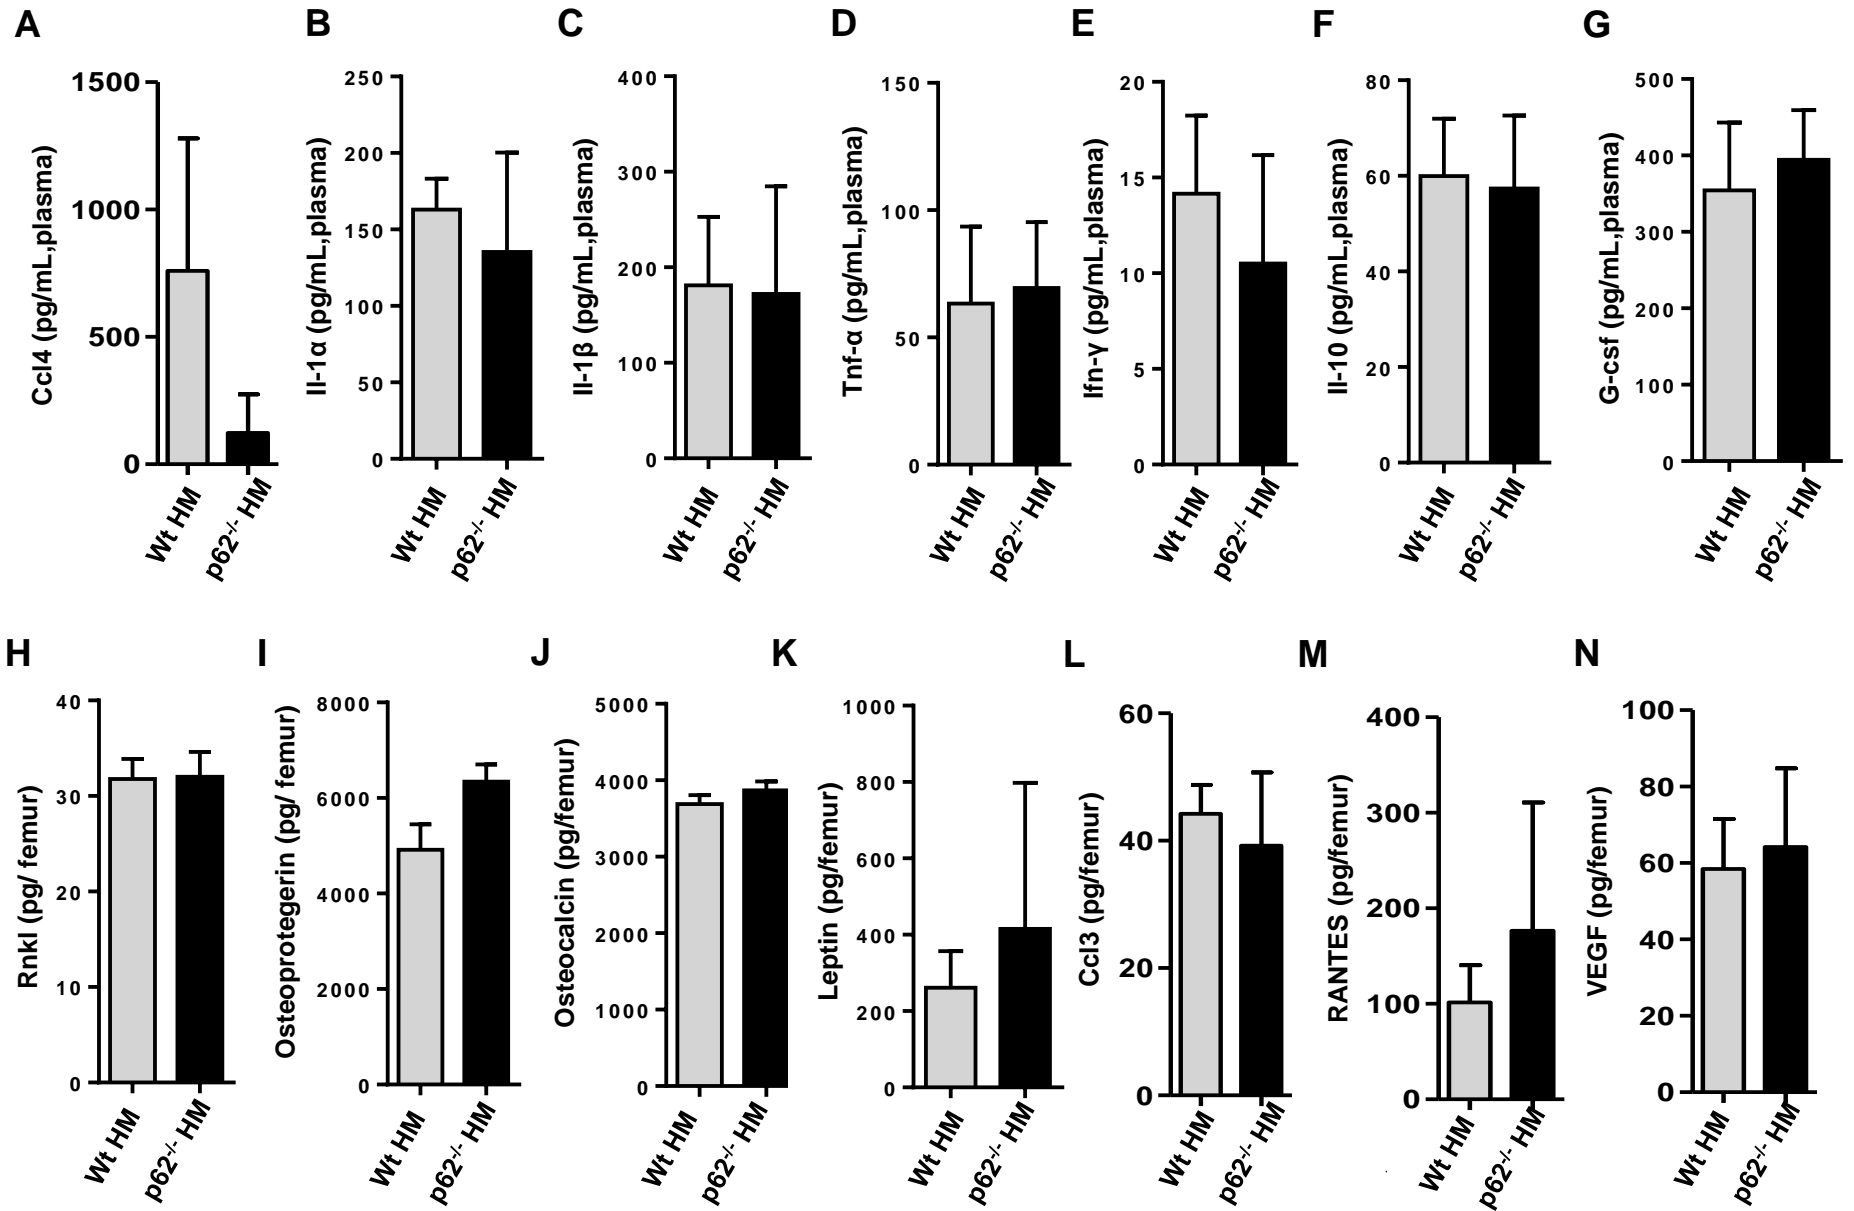 A B C D E F G
Ccl4 (pg/mL,plasma)
1500
1000
500
0
Wt HM
p62-/- HM
Il-1α (pg/mL,plasma)
250
200
150
100
50
0
Wt HM
p62-/- HM
Il-1β (pg/mL,plasma)
400
300
200
100
0
Wt HM
p62-/- HM
Tnf-α (pg/mL,plasma)
150
100
50
0
Wt HM
p62-/- HM
Ifn-γ (pg/mL,plasma)
20
15
10
5
0
Wt HM
p62-/- HM
Il-10 (pg/mL,plasma)
80
60
40
20
0
Wt HM
p62-/- HM
G-csf (pg/mL,plasma)
500
400
300
200
100
0
Wt HM
p62-/- HM
H I J K L M N
Rnkl (pg/ femur)
40
30
20
10
0
Wt HM
p62-/- HM
Osteoprotegerin (pg/ femur)
8000
6000
4000
2000
0
Wt HM
p62-/- HM
Osteocalcin (pg/femur)
5000
4000
3000
2000
1000
0
Wt HM
p62-/- HM
Leptin (pg/femur)
1000
800
600
400
200
0
Wt HM
p62-/- HM
Ccl3 (pg/femur)
60
40
20
0
Wt HM
p62-/- HM
RANTES (pg/femur)
400
300
200
100
0
Wt HM
p62-/- HM
VEGF (pg/femur)
100
80
60
40
20
0
Wt HM
p62-/- HM